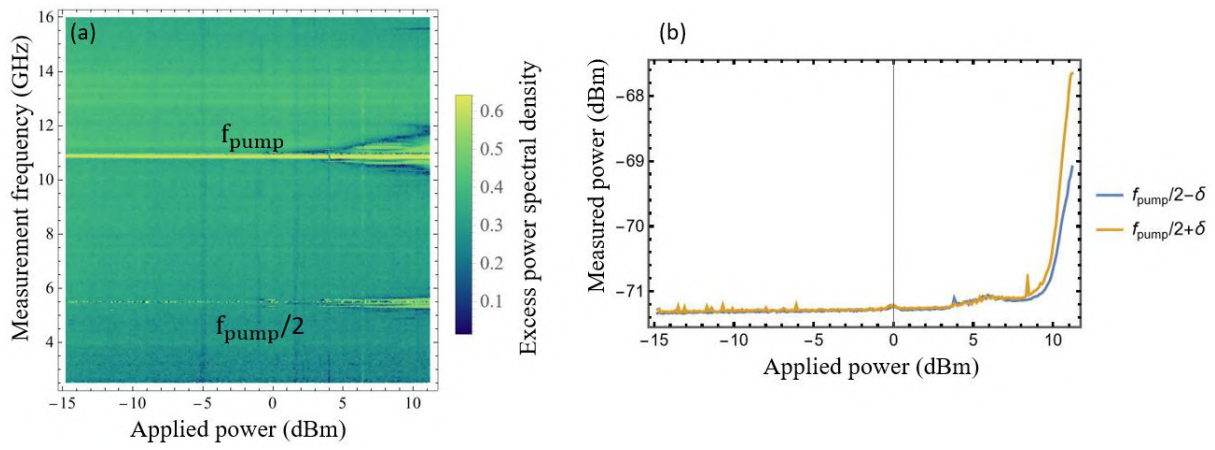 (a)
Measurement frequency (GHz)
16
14
12
10
8
6
4
f_pump
f_pump/2
−15
−10
−5
0
5
10
Applied power (dBm)
0.6
0.5
0.4
0.3
0.2
0.1
Excess power spectral density
(b)
Measured power (dBm)
−68
−69
−70
−71
−15
−10
−5
0
5
10
Applied power (dBm)
f_pump/2−δ
f_pump/2+δ